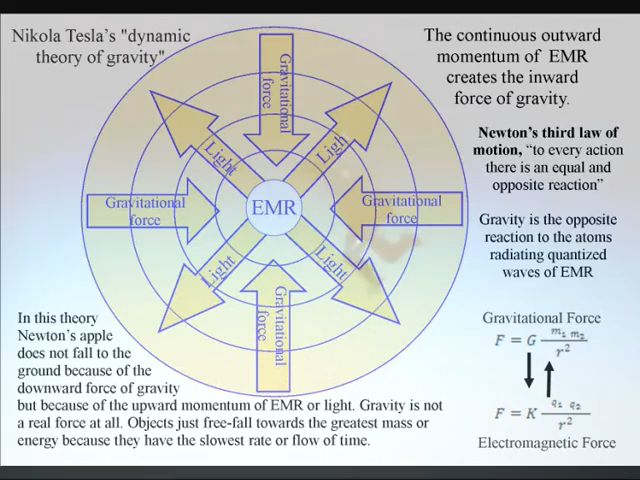 Nikola Tesla's "dynamic
theory of gravity"
The continuous outward
momentum of EMR
creates the inward
force of gravity.
Newton's third law of
motion, "to every action
there is an equal and
opposite reaction"
Gravity is the opposite
reaction to the atoms
radiating quantized
waves of EMR
Gravitational
force
Light
Ligh
Gravitational
force
EMR
Gravitational
force
Light
Light
Gravitational
force
In this theory
Newton's apple
does not fall to the
ground because of the
downward force of gravity
but because of the upward momentum of EMR or light. Gravity is not
a real force at all. Objects just free-fall towards the greatest mass or
energy because they have the slowest rate or flow of time.
Gravitational Force
F = G m₁ m₂ / r²
F = K q₁ q₂ / r²
Electromagnetic Force